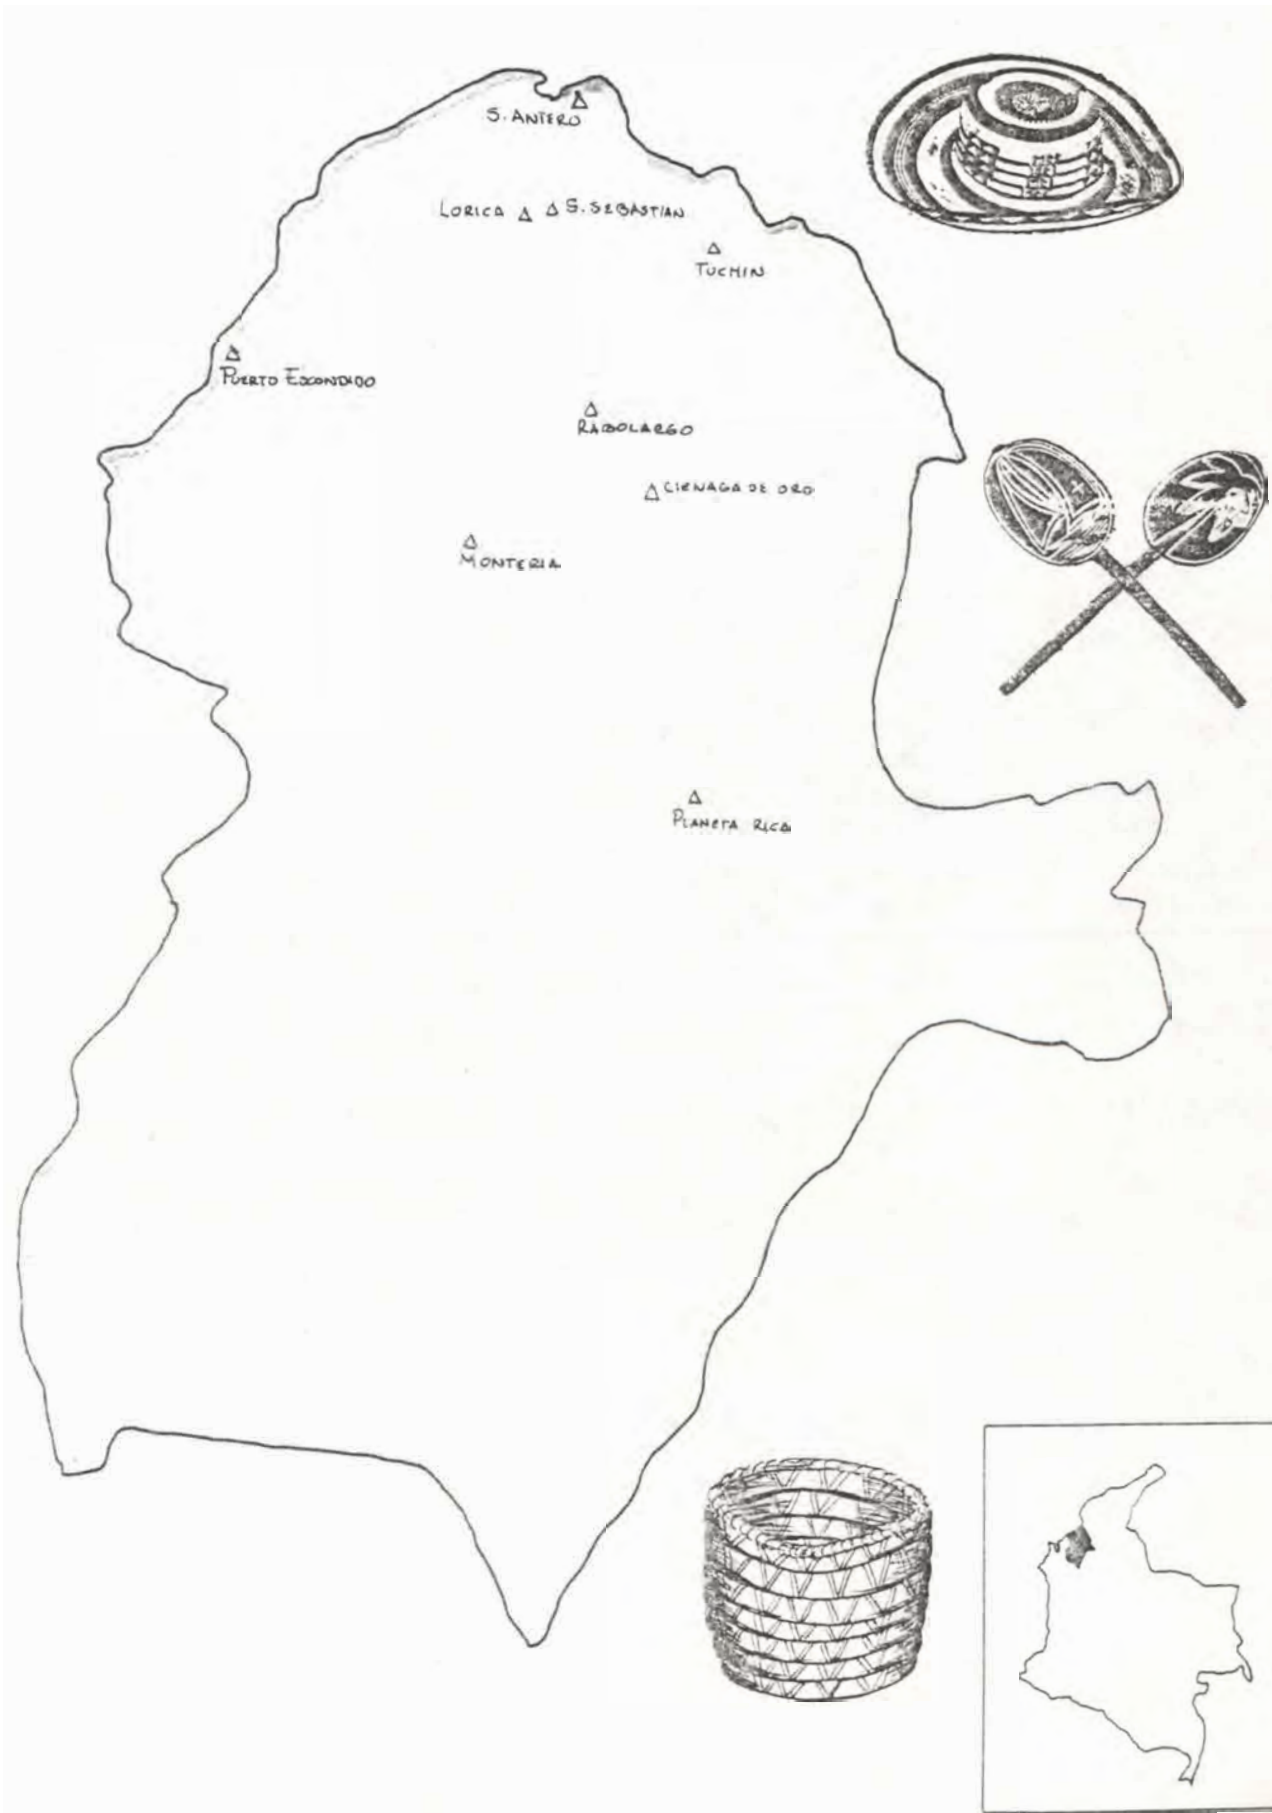 S. ANTERO
LORICA
S. SEBASTIAN
TUCHIN
PUERTO ESCONDIDO
RABOLARGO
CIENAGA DE ORO
MONTERIA
PLANETA RICA